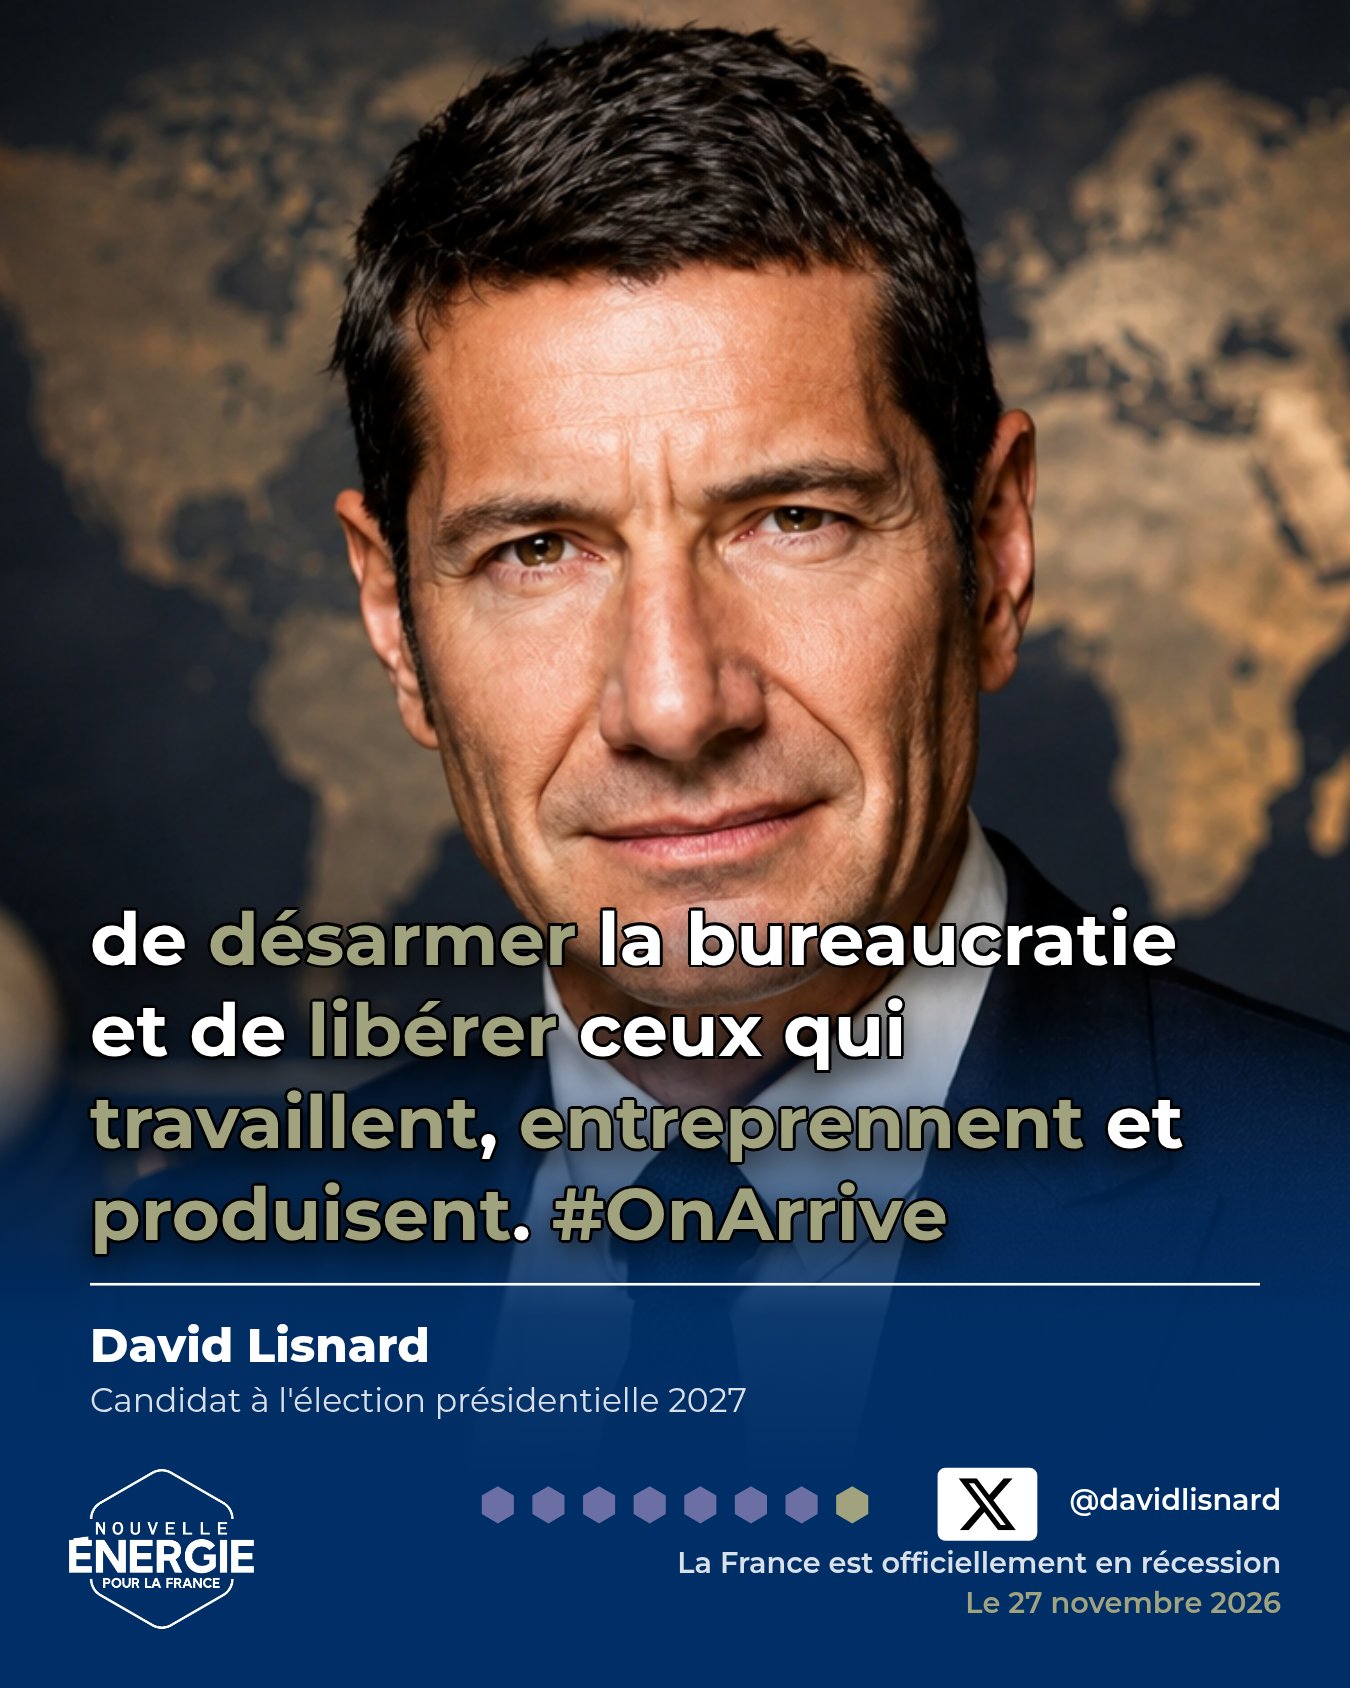 de désarmer la bureaucratie
et de libérer ceux qui
travaillent, entreprennent et
produisent. #OnArrive
David Lisnard
Candidat à l'élection présidentielle 2027
NOUVELLE
ÉNERGIE
POUR LA FRANCE
@davidlisnard
La France est officiellement en récession
Le 27 novembre 2026